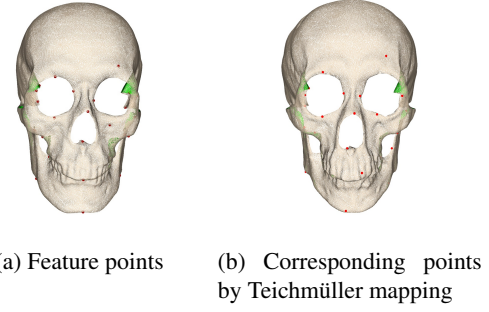 a) Feature points
(b) Corresponding points
by Teichmüller mapping